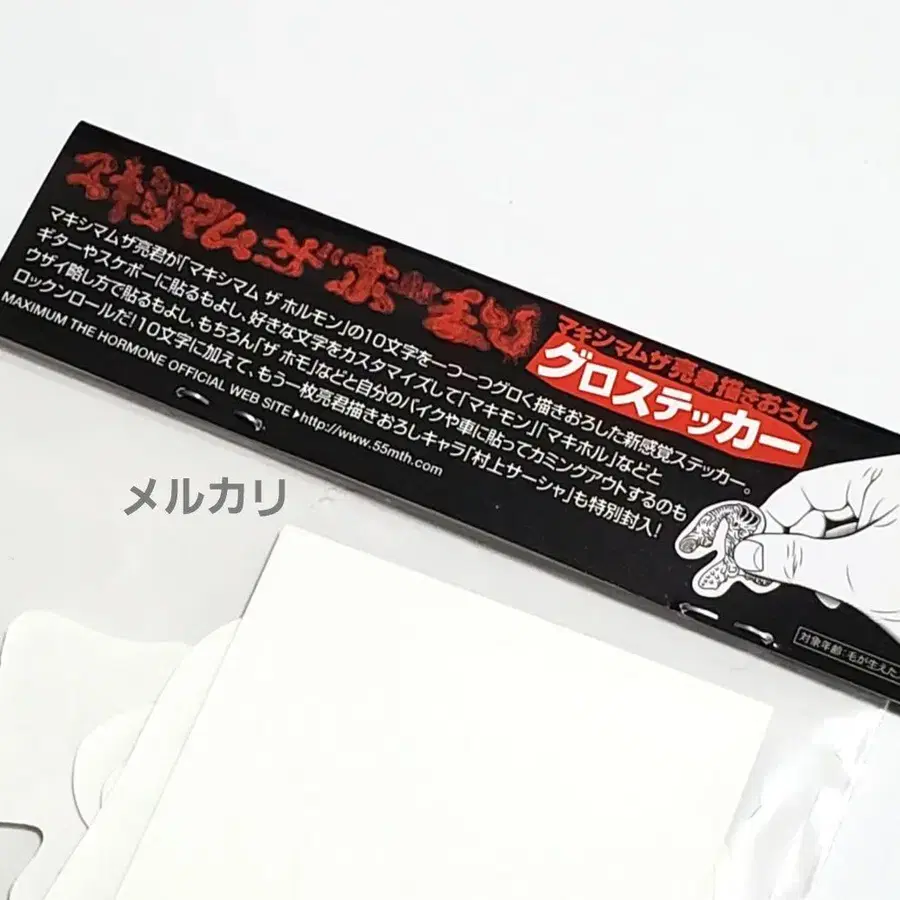 マキシマム ザ ホルモン
マキシマムザ亮君 描きおろし
グロステッカー
マキシマムザ亮君が「マキシマム ザ ホルモン」の10文字を一つ一つグロく描きおろした新感覚ステッカー。
ギターやスケボーに貼るもよし、好きな文字をカスタマイズして「マキモン」「マキホル」などと
ウザイ略し方で貼るもよし、もちろん「ザ ホモ」などと自分のバイクや車に貼ってカミングアウトするのも
ロックンロールだ!10文字に加えて、もう一枚亮君描きおろしキャラ「村上サーシャ」も特別封入!
MAXIMUM THE HORMONE OFFICIAL WEB SITE▶http://www.55mth.com
対象年齢:毛が生えた
メルカリ